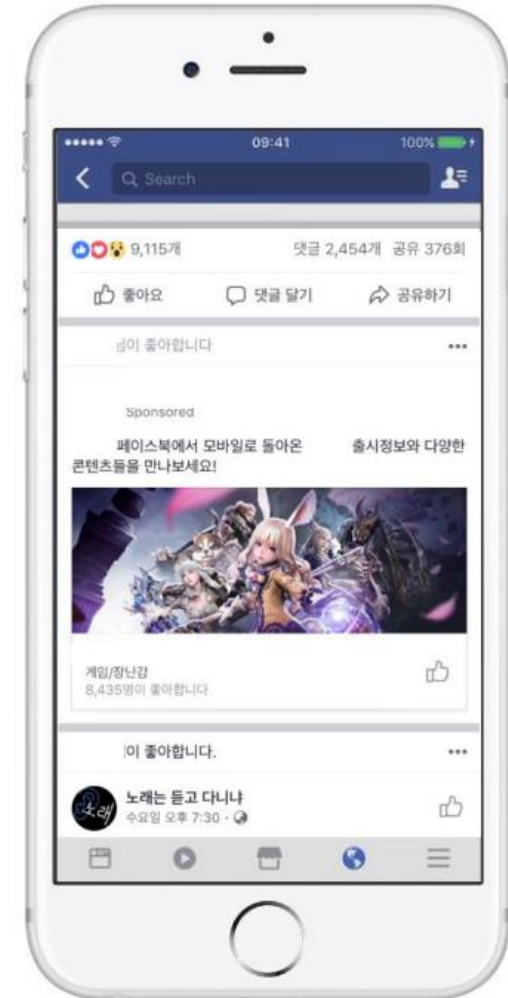 09:41
100%
Search
9,115개
댓글 2,454개 공유 376회
좋아요
댓글 달기
공유하기
이 좋아합니다
Sponsored
페이스북에서 모바일로 돌아온 출시정보와 다양한
콘텐츠들을 만나보세요!
게임/장난감
8,435명이 좋아합니다
이 좋아합니다.
노래는 듣고 다니냐
노래
수요일 오후 7:30 ·